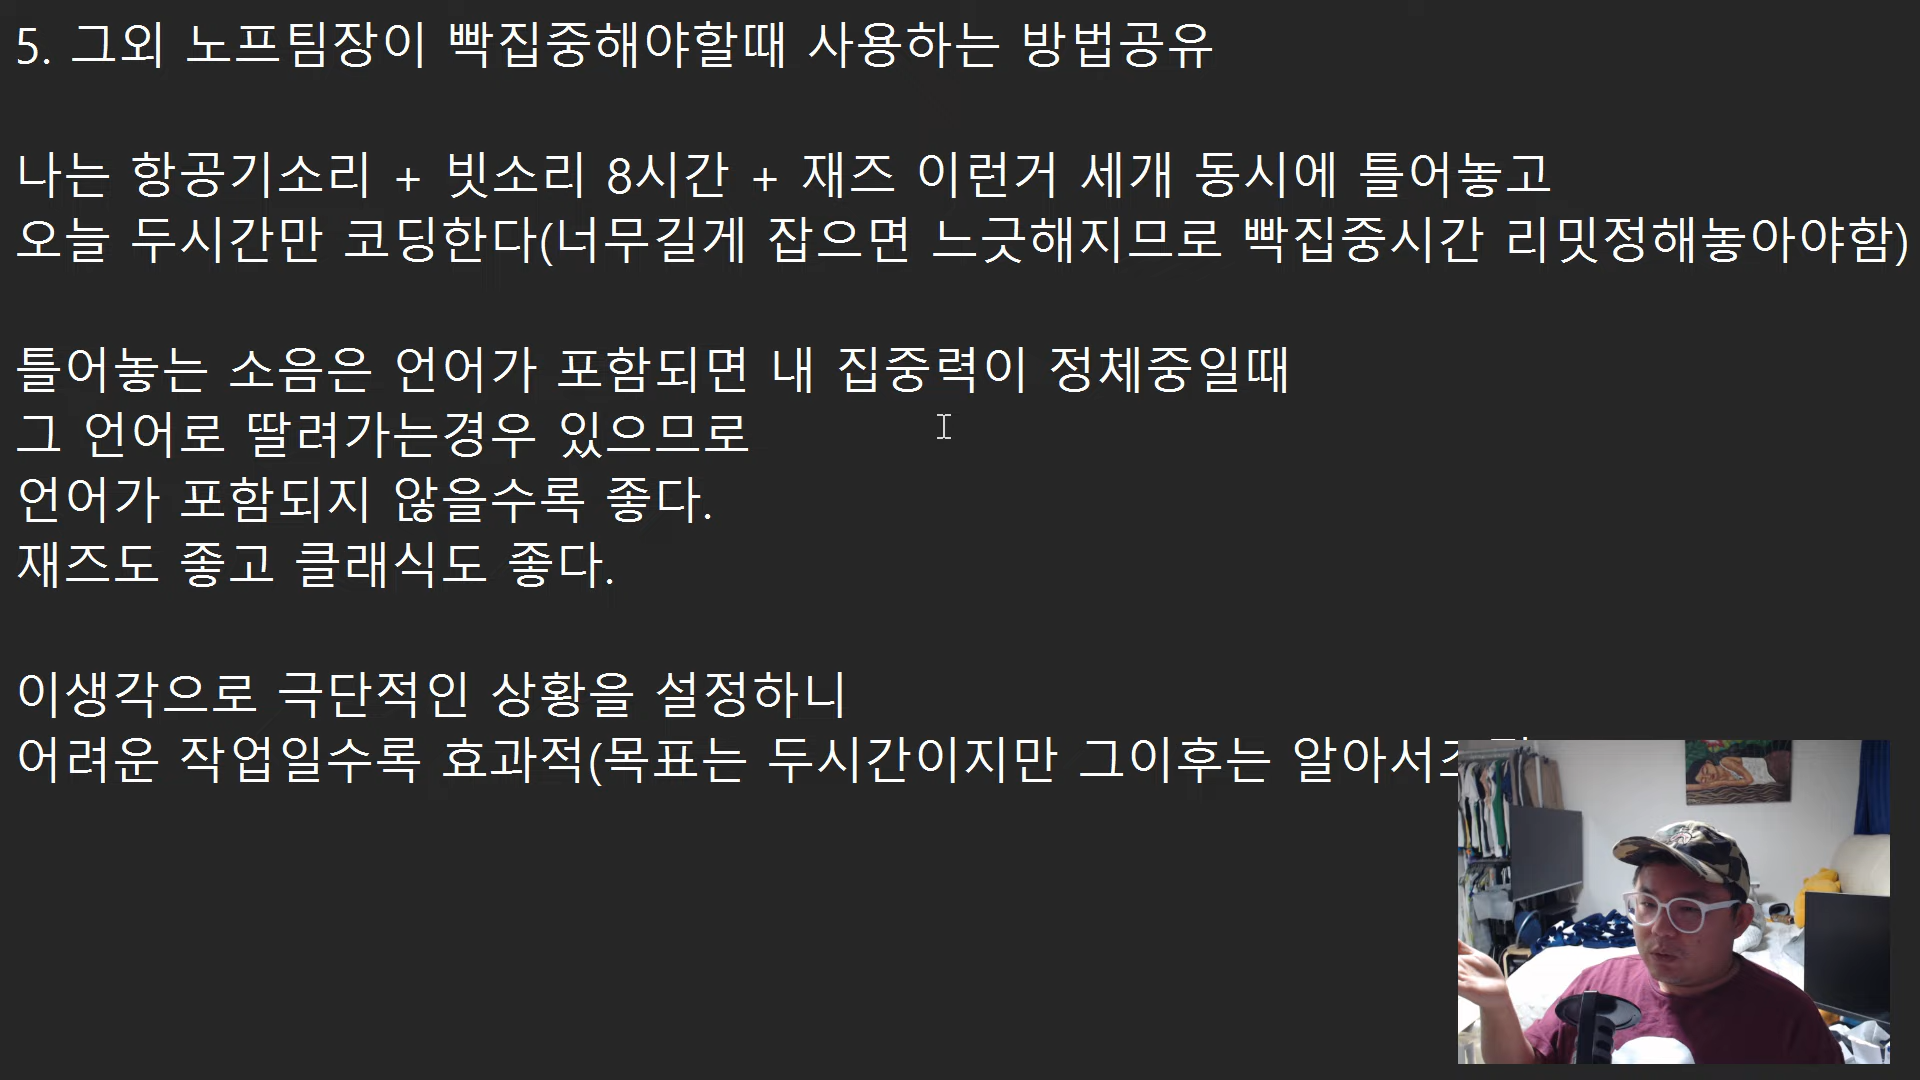 5. 그외 노프팀장이 빡집중해야할때 사용하는 방법공유
나는 항공기소리 + 빗소리 8시간 + 재즈 이런거 세개 동시에 틀어놓고
오늘 두시간만 코딩한다(너무길게 잡으면 느긋해지므로 빡집중시간 리밋정해놓아야함)
틀어놓는 소음은 언어가 포함되면 내 집중력이 정체중일때
그 언어로 딸려가는경우 있으므로
언어가 포함되지 않을수록 좋다.
재즈도 좋고 클래식도 좋다.
이생각으로 극단적인 상황을 설정하니
어려운 작업일수록 효과적(목표는 두시간이지만 그이후는